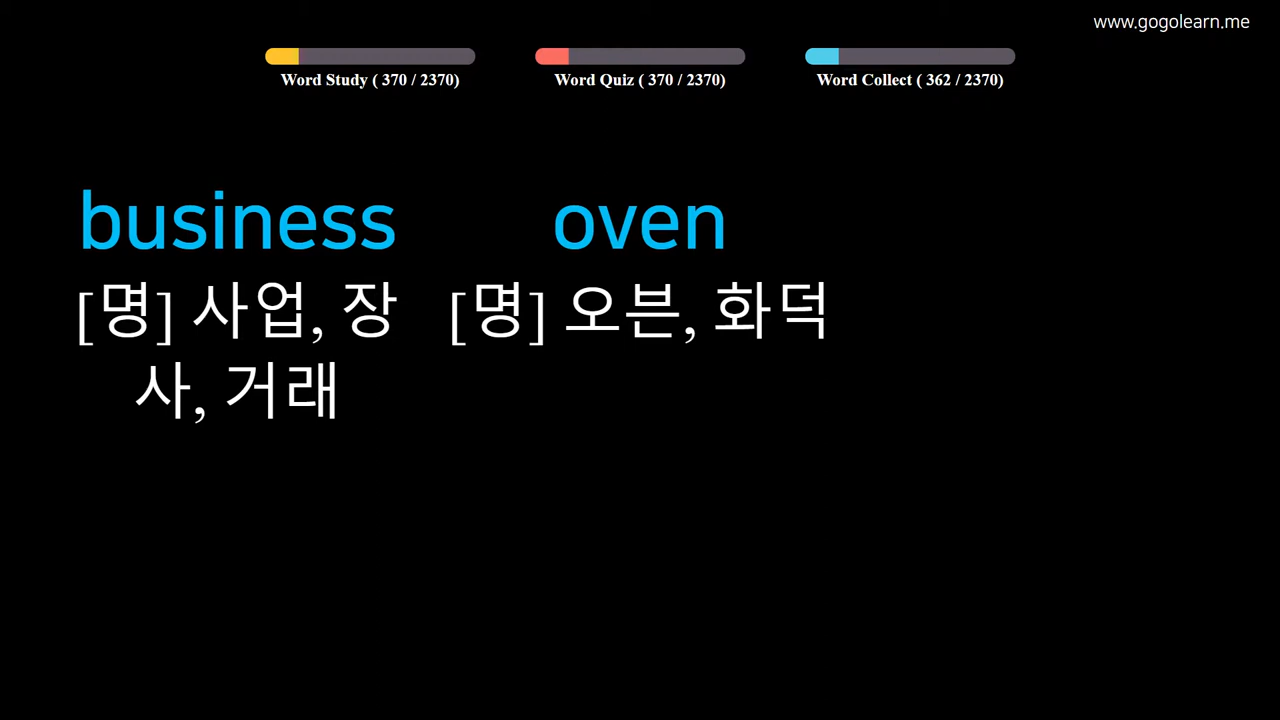 www.gogolearn.me
Word Study ( 370 / 2370)
Word Quiz ( 370 / 2370)
Word Collect ( 362 / 2370)
business
[명] 사업, 장
사, 거래
oven
[명] 오븐, 화덕